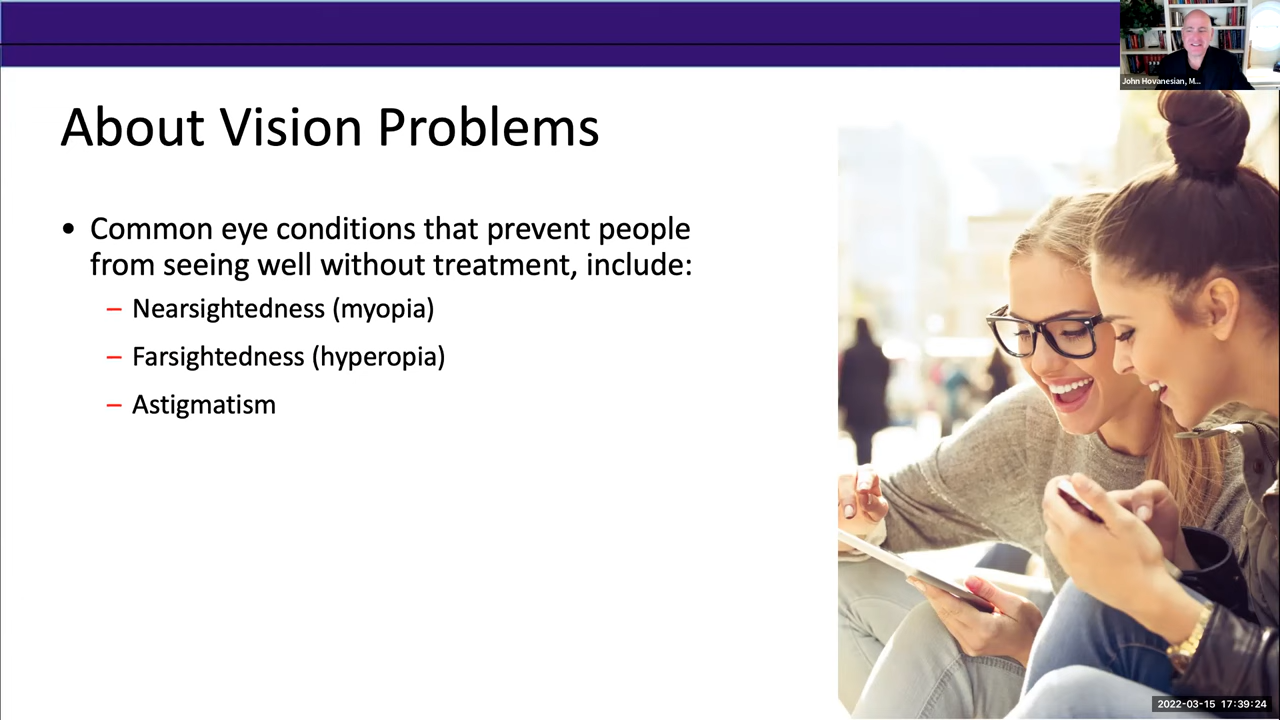 John Hovanesian, M...
About Vision Problems
• Common eye conditions that prevent people
from seeing well without treatment, include:
– Nearsightedness (myopia)
– Farsightedness (hyperopia)
– Astigmatism
2022-03-15 17:39:24